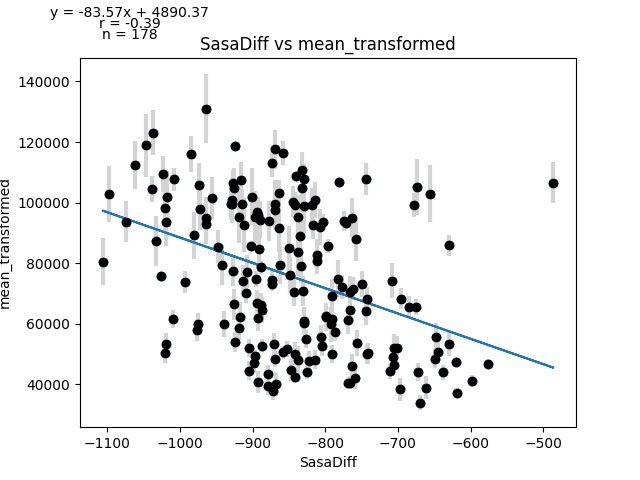 y = -83.57x + 4890.37
r = -0.39
n = 178
SasaDiff vs mean_transformed
140000
120000
100000
80000
60000
40000
mean_transformed
−1100 −1000 −900 −800 −700 −600 −500
SasaDiff